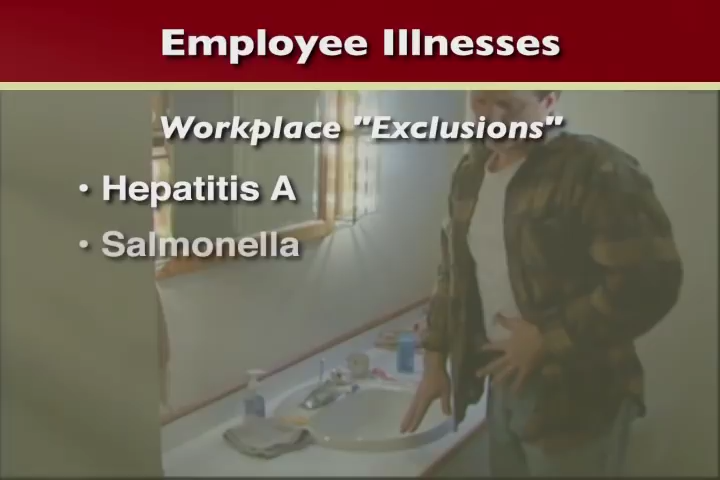 Employee Illnesses
Workplace "Exclusions"
• Hepatitis A
• Salmonella